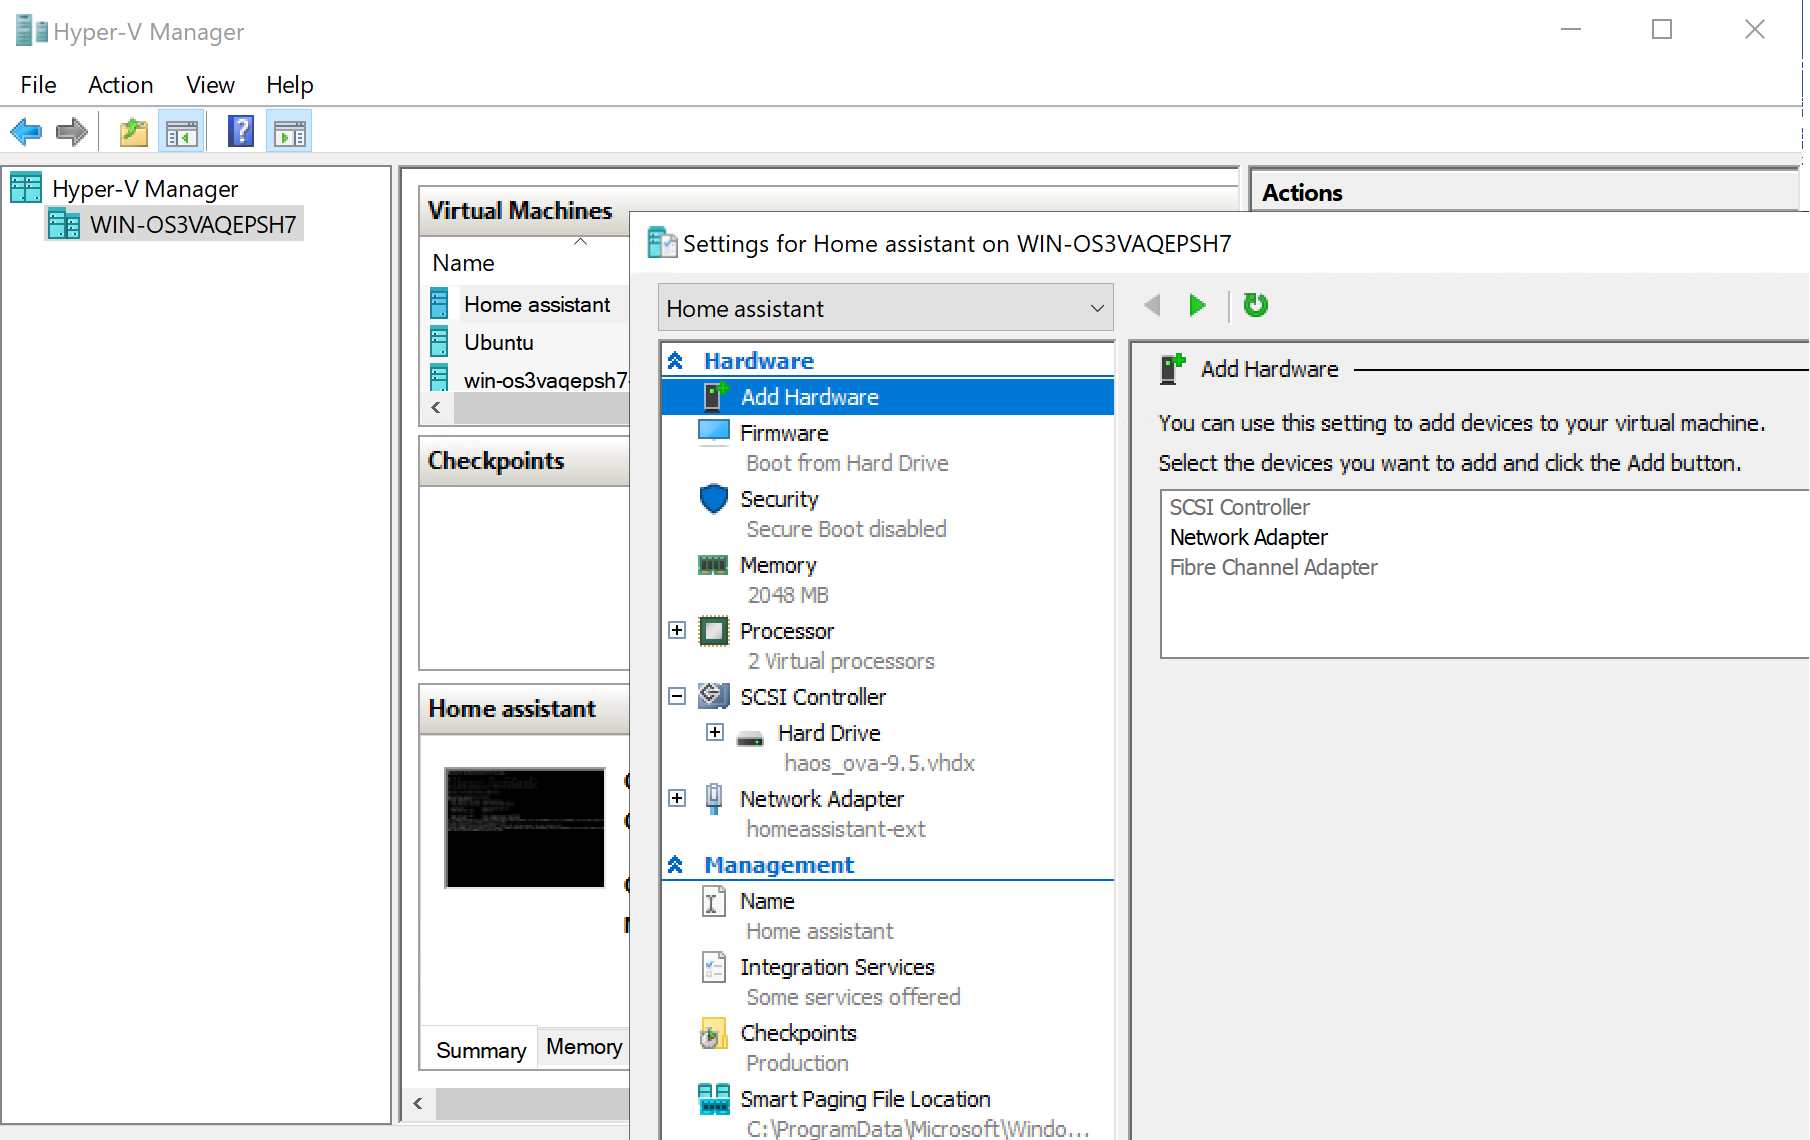 Hyper-V Manager
File Action View Help
Hyper-V Manager
WIN-OS3VAQEPSH7
Virtual Machines
Name
Home assistant
Ubuntu
win-os3vaqepsh7-
Checkpoints
Home assistant
Summary Memory
Actions
Settings for Home assistant on WIN-OS3VAQEPSH7
Home assistant
Hardware
Add Hardware
Firmware
Boot from Hard Drive
Security
Secure Boot disabled
Memory
2048 MB
Processor
2 Virtual processors
SCSI Controller
Hard Drive
haos_ova-9.5.vhdx
Network Adapter
homeassistant-ext
Management
Name
Home assistant
Integration Services
Some services offered
Checkpoints
Production
Smart Paging File Location
C:\ProgramData\Microsoft\Windo...
Add Hardware
You can use this setting to add devices to your virtual machine.
Select the devices you want to add and click the Add button.
SCSI Controller
Network Adapter
Fibre Channel Adapter